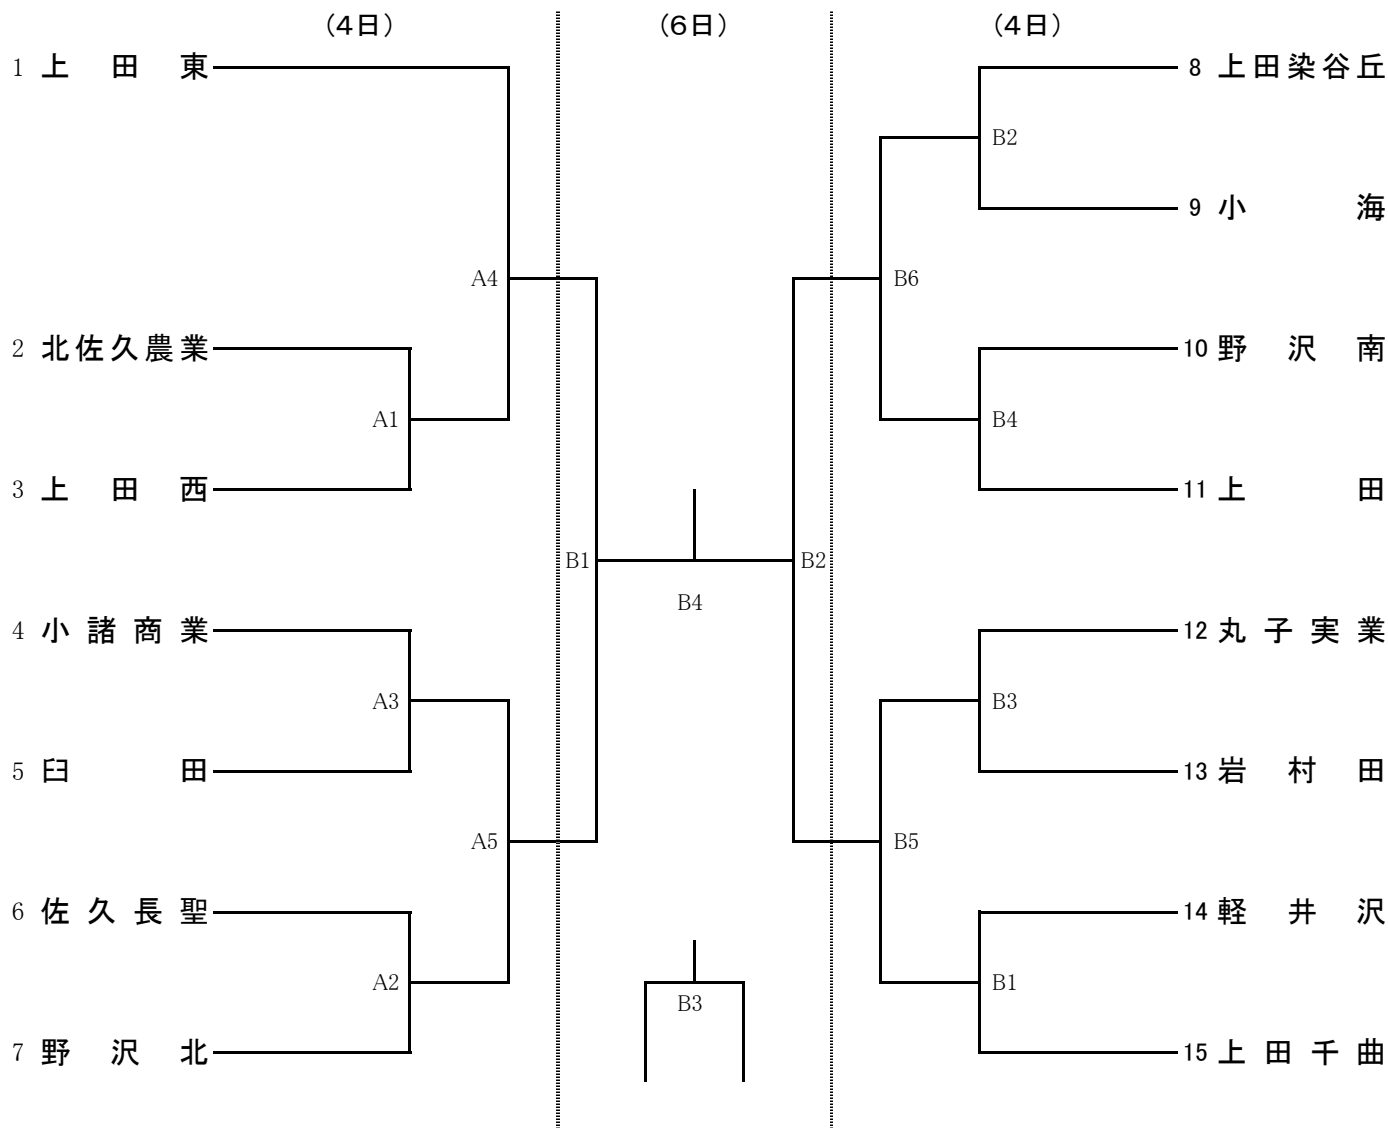 (4日) (6日) (4日)
1 上田東
8 上田染谷丘
B2
9 小海
A4
B6
2 北佐久農業
10 野沢南
A1
B4
3 上田西
11 上田
B1
B2
B4
4 小諸商業
12 丸子実業
A3
B3
5 臼田
13 岩村田
A5
B5
6 佐久長聖
14 軽井沢
A2
B1
B3
7 野沢北
15 上田千曲